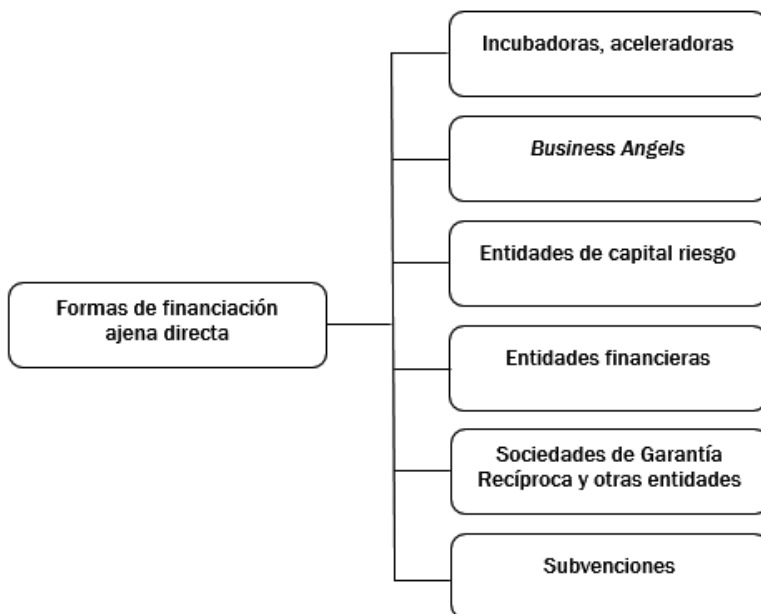 Incubadoras, aceleradoras
Business Angels
Entidades de capital riesgo
Formas de financiación
ajena directa
Entidades financieras
Sociedades de Garantía
Recíproca y otras entidades
Subvenciones